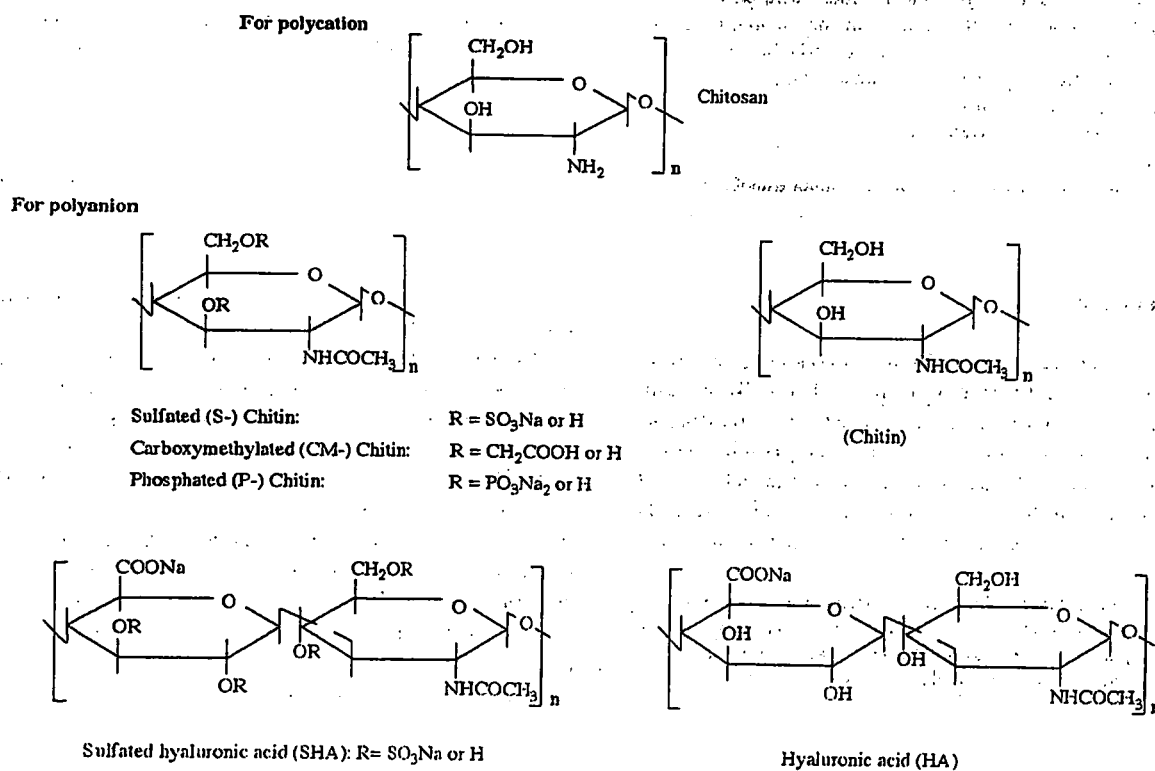 For polycation
CH2OH
O
OH
O
Chitosan
NH2
n
For polyanion
CH2OR
O
OR
O
NHCOCH3
n
CH2OH
O
OH
O
NHCOCH3
n
Sulfated (S-) Chitin: R = SO3Na or H
Carboxymethylated (CM-) Chitin: R = CH2COOH or H
Phosphated (P-) Chitin: R = PO3Na2 or H
(Chitin)
COONa
O
OR
OR
CH2OR
O
OR
O
NHCOCH3
n
COONa
O
OH
OH
CH2OH
O
OH
O
NHCOCH3
n
Sulfated hyaluronic acid (SHA): R= SO3Na or H
Hyaluronic acid (HA)